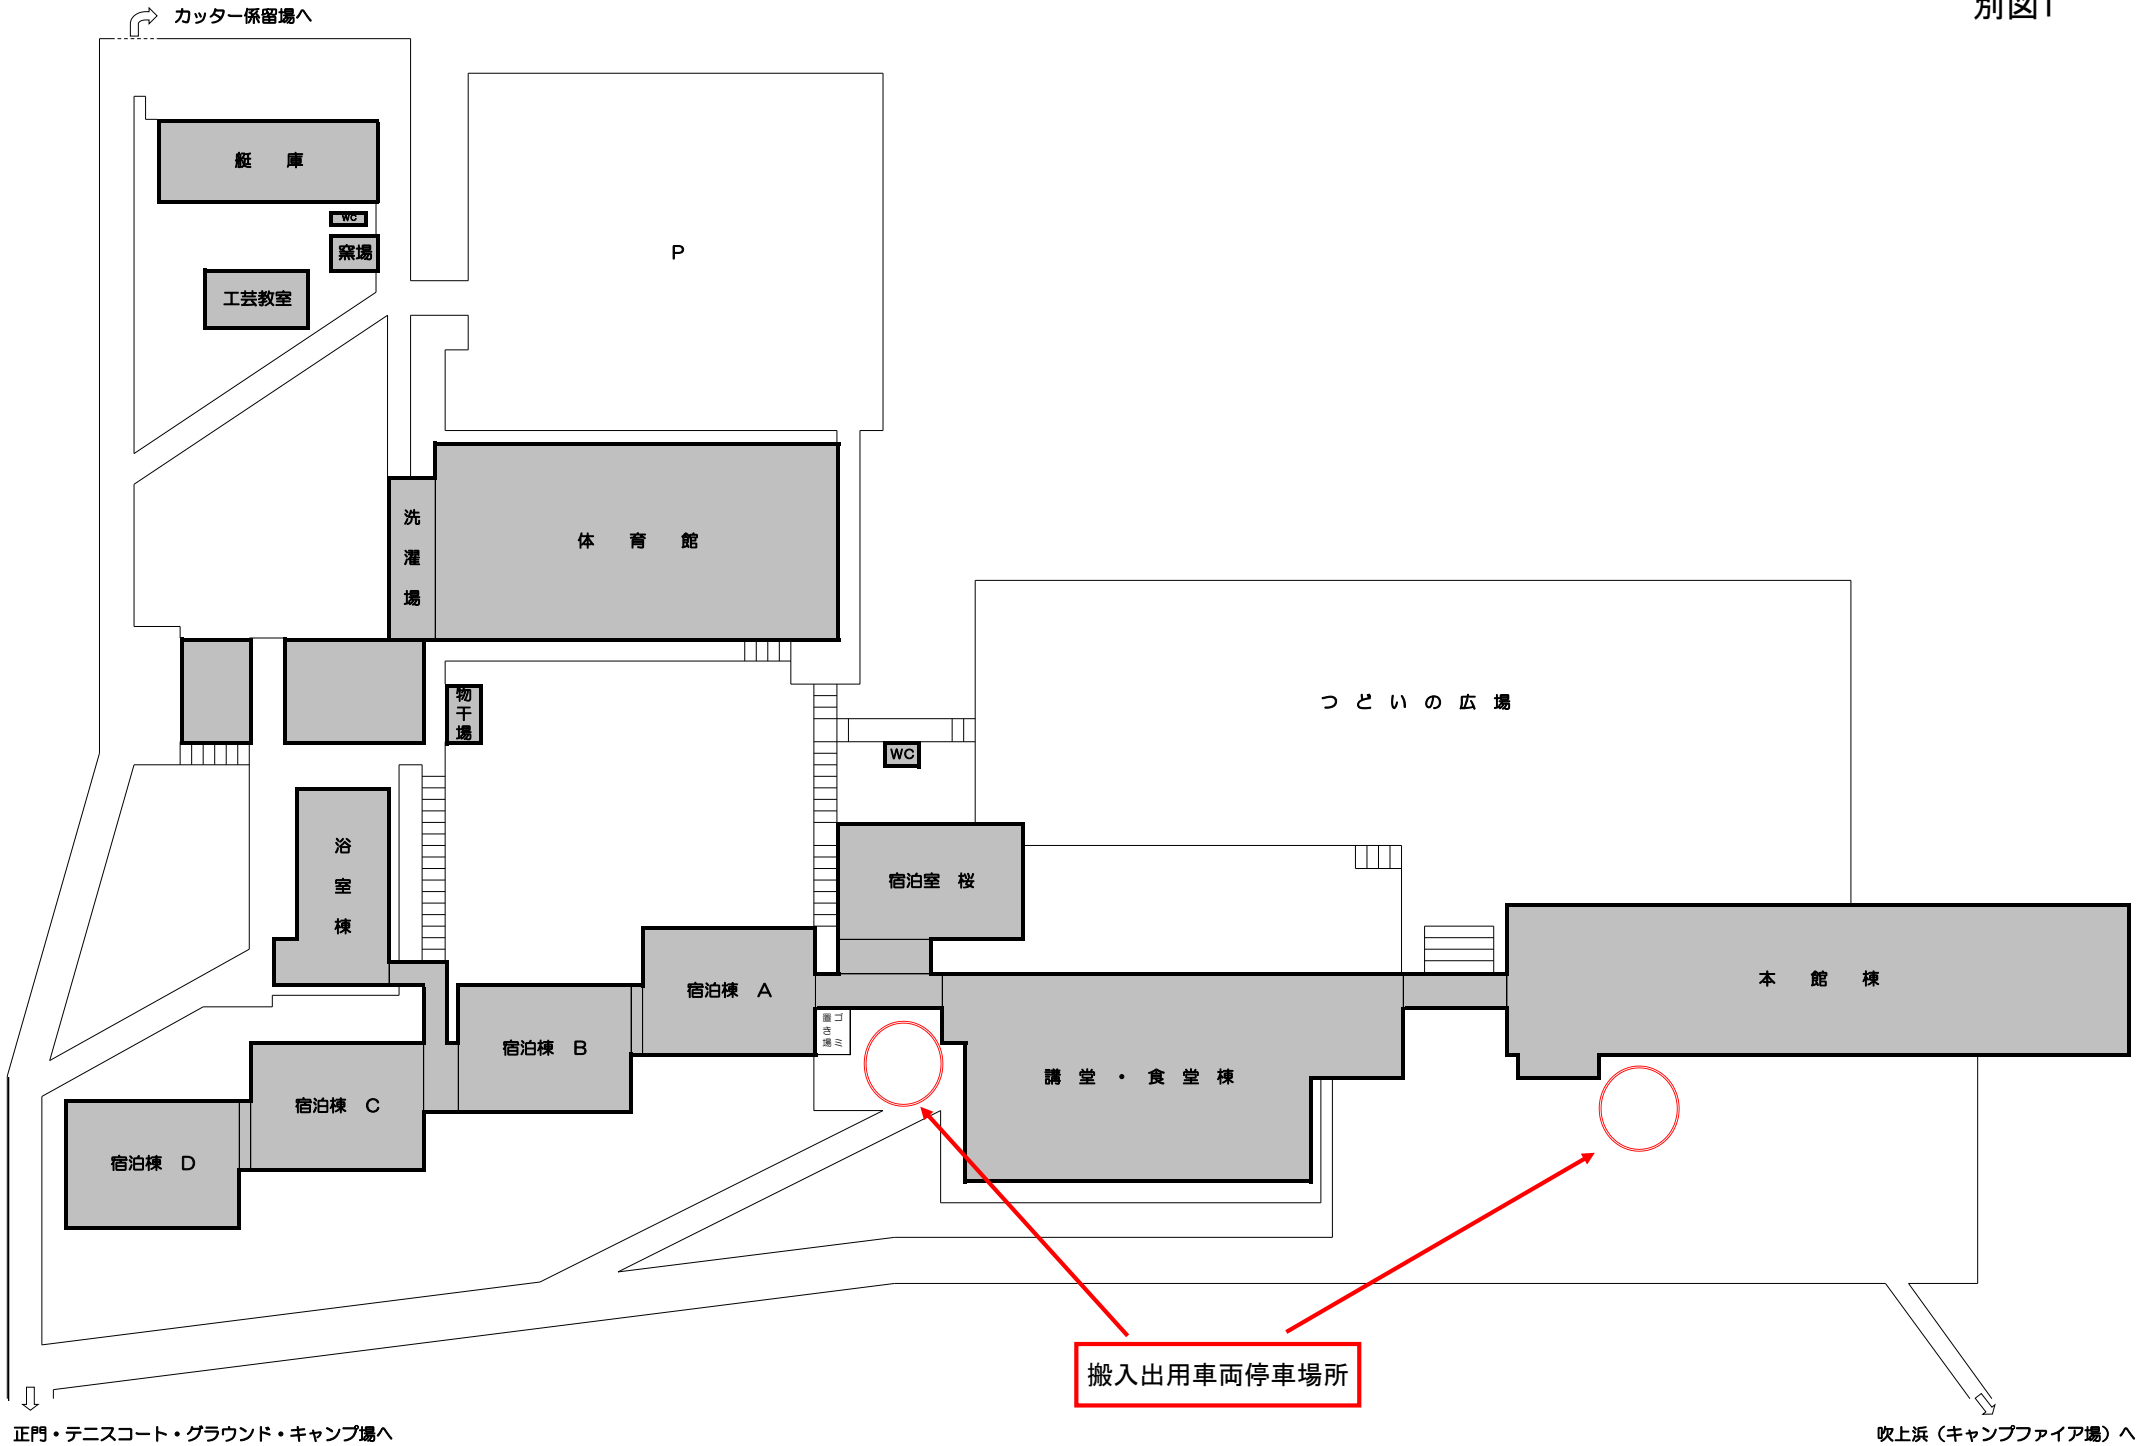 別図1
カッター係留場へ
艇 庫
WC
窯場
工芸教室
P
洗濯場
体 育 館
物干場
つ ど い の 広 場
WC
浴室棟
宿泊室 桜
宿泊棟 A
本 館 棟
ゴミ
置き場
宿泊棟 B
講 堂 ・ 食 堂 棟
宿泊棟 C
宿泊棟 D
搬入出用車両停車場所
正門・テニスコート・グラウンド・キャンプ場へ
吹上浜（キャンプファイア場）へ